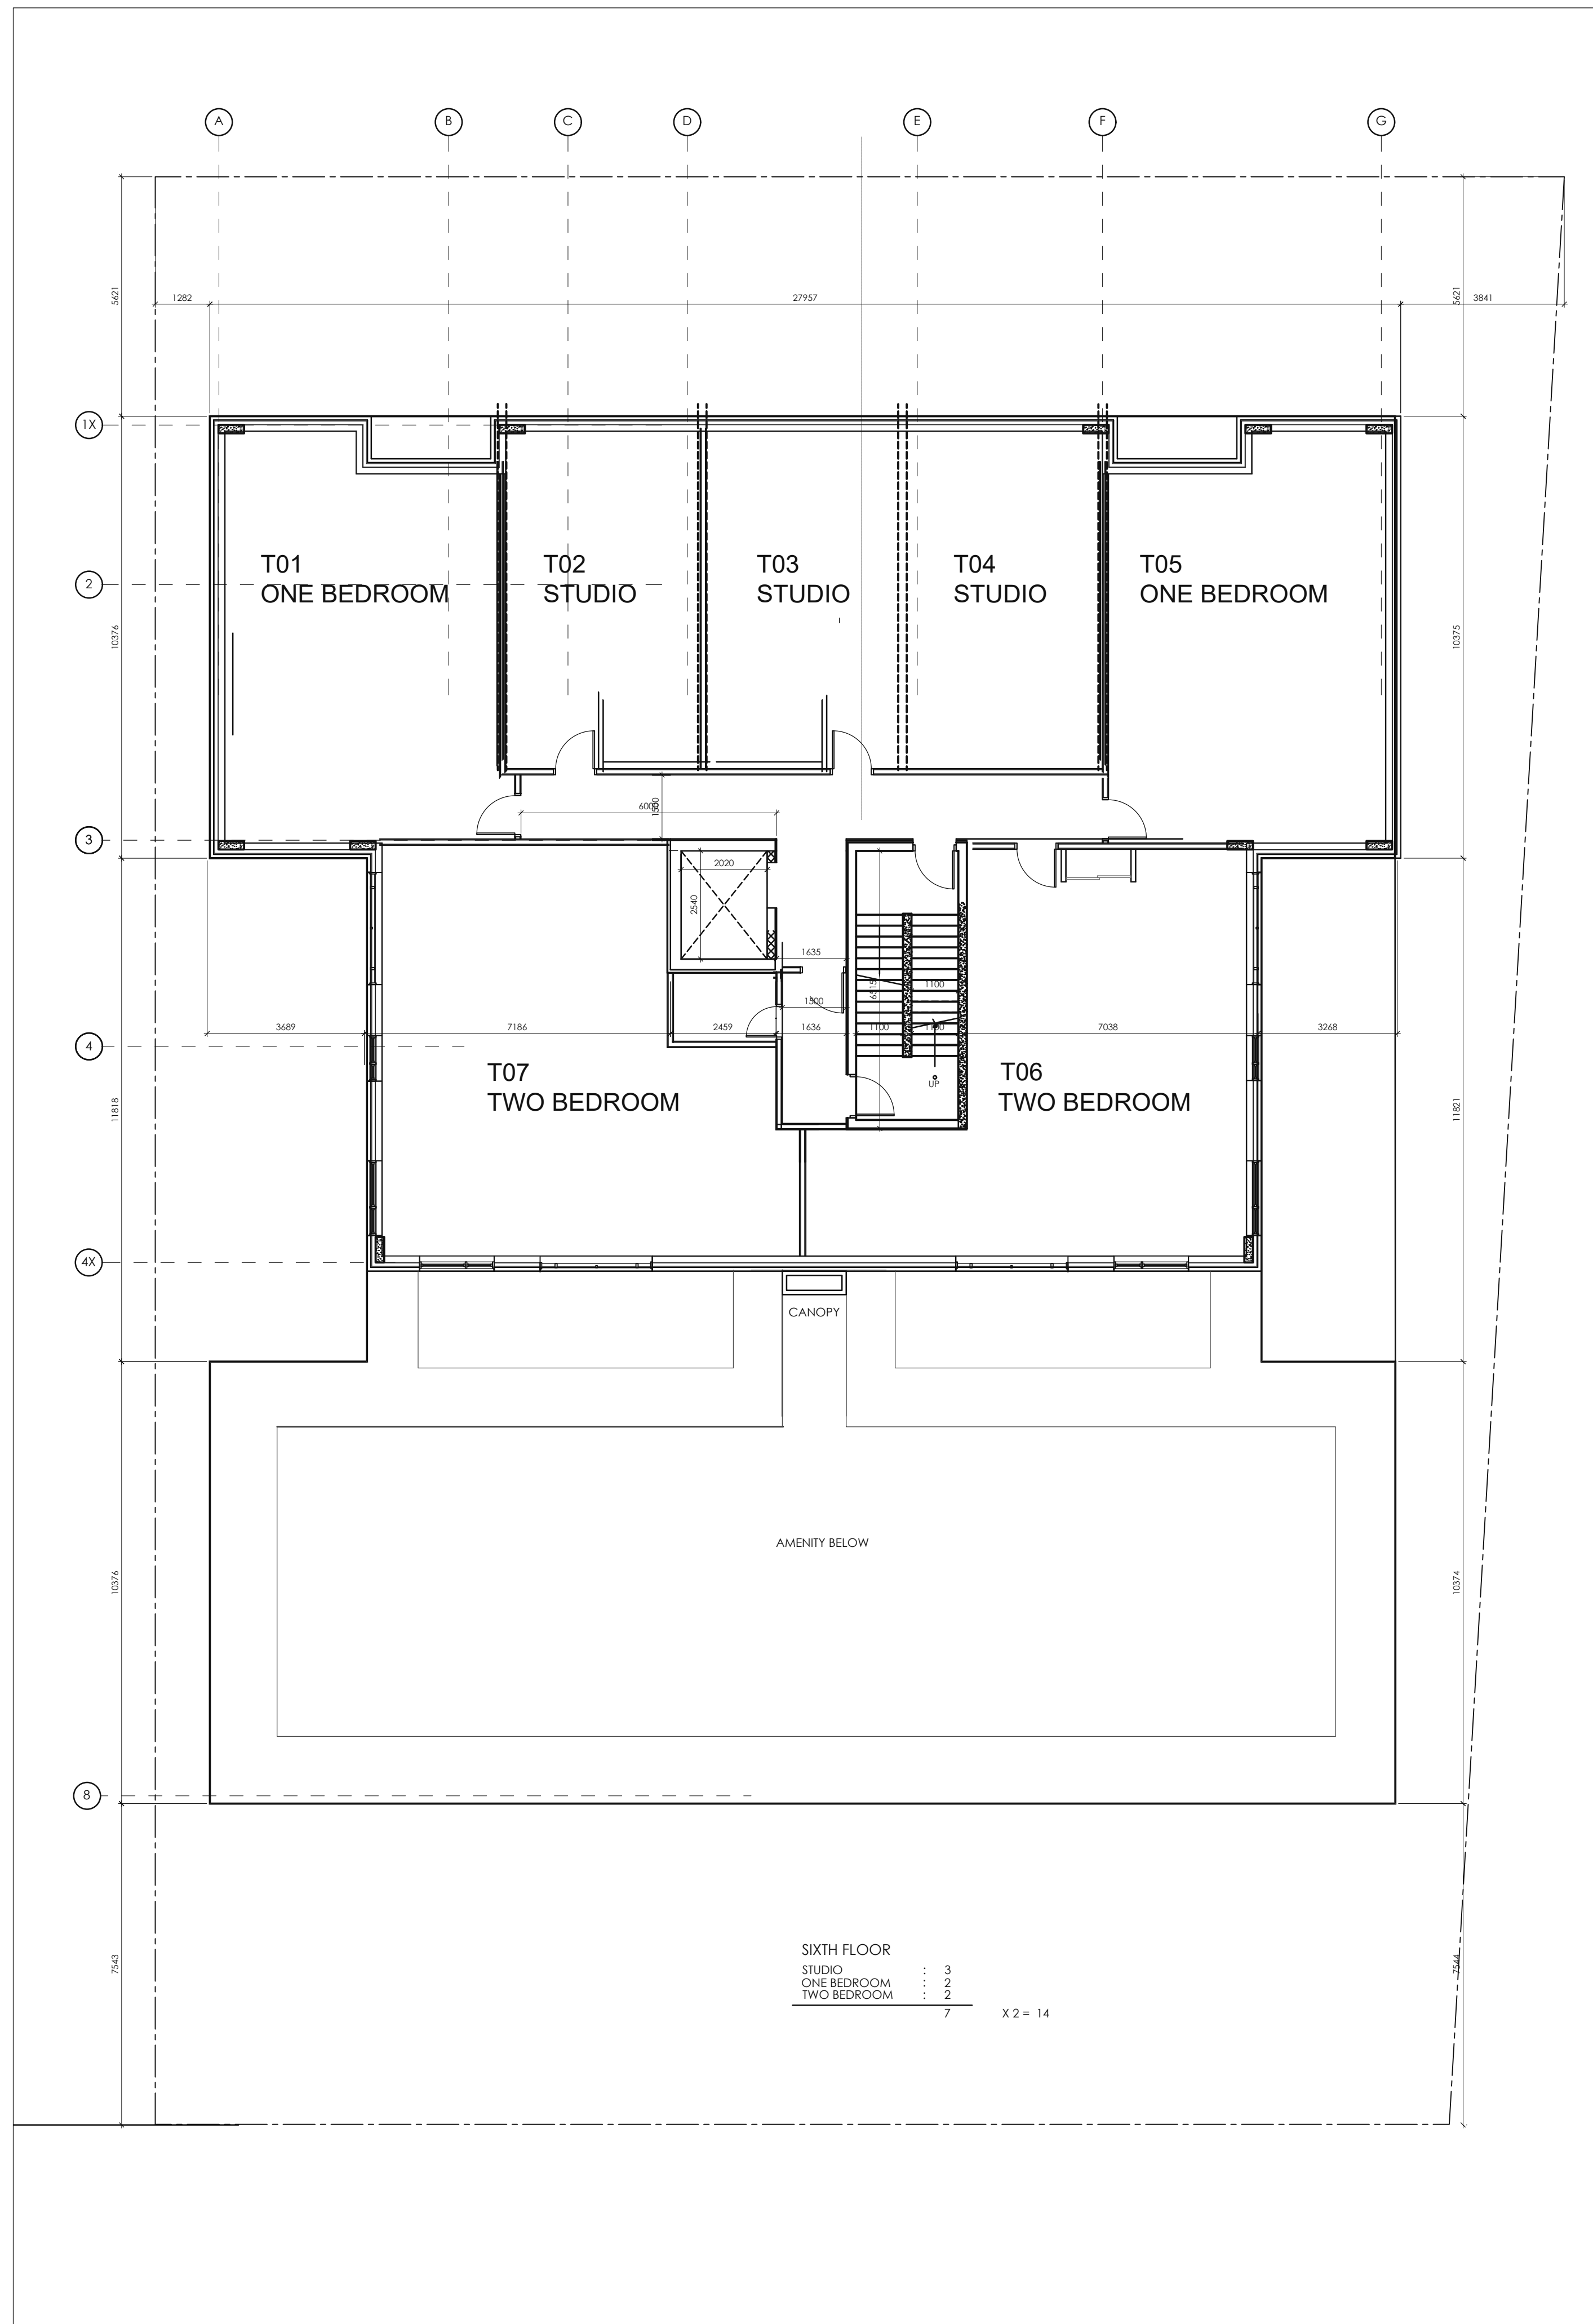 A
B
C
D
E
F
G
5621
1282
27957
5621
3841
1X
T01
ONE BEDROOM
T02
STUDIO
T03
STUDIO
T04
STUDIO
T05
ONE BEDROOM
2
10376
10375
6000
1500
3
2020
2540
1635
6515
1100
1500
3689
7186
2459
1636
1100
1100
7038
3268
4
T07
TWO BEDROOM
T06
TWO BEDROOM
UP
11818
11821
4X
CANOPY
AMENITY BELOW
10376
10374
8
7543
7544
SIXTH FLOOR
STUDIO : 3
ONE BEDROOM : 2
TWO BEDROOM : 2
7 X 2 = 14